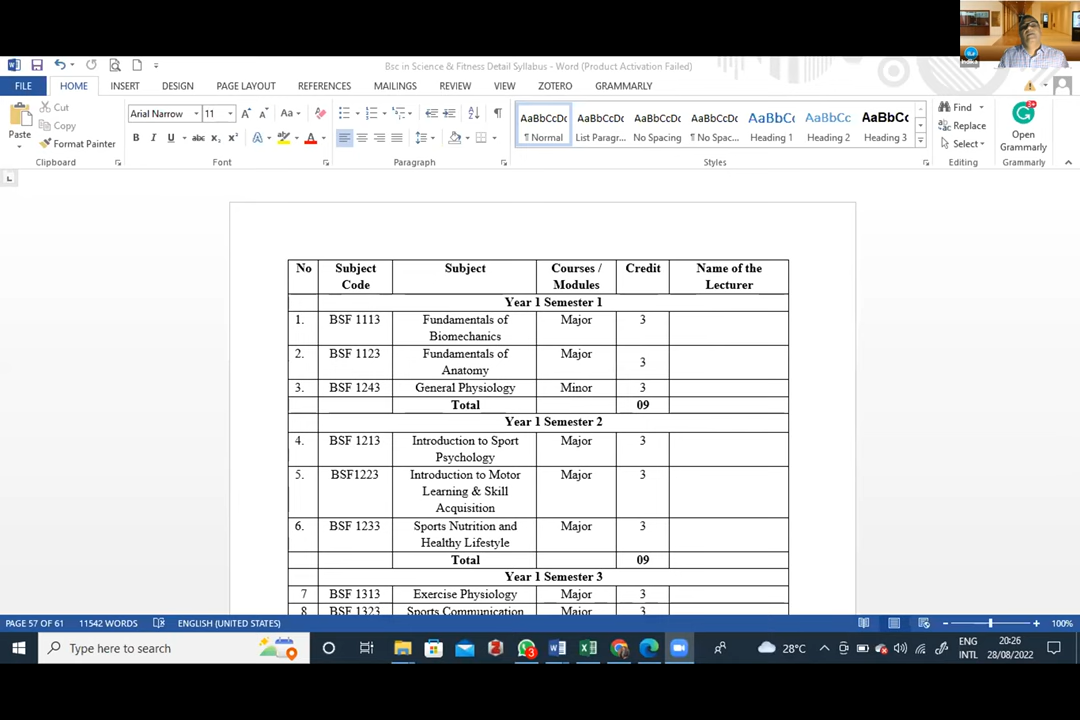 Bsc in Science & Fitness Detail Syllabus - Word (Product Activation Failed)
FILE HOME INSERT DESIGN PAGE LAYOUT REFERENCES MAILINGS REVIEW VIEW ZOTERO GRAMMARLY
Paste
Cut
Copy
Format Painter
Clipboard
Arial Narrow 11
Font
Paragraph
AaBbCcDc AaBbCcDc AaBbCcDc AaBbCcDc AaBbCc AaBbCc AaBbCc
¶ Normal List Paragr... No Spacing ¶ No Spac... Heading 1 Heading 2 Heading 3
Styles
Find
Replace
Select
Editing
Open
Grammarly
Grammarly
No Subject Code Subject Courses / Modules Credit Name of the Lecturer
Year 1 Semester 1
1. BSF 1113 Fundamentals of Biomechanics Major 3
2. BSF 1123 Fundamentals of Anatomy Major 3
3. BSF 1243 General Physiology Minor 3
Total 09
Year 1 Semester 2
4. BSF 1213 Introduction to Sport Psychology Major 3
5. BSF1223 Introduction to Motor Learning & Skill Acquisition Major 3
6. BSF 1233 Sports Nutrition and Healthy Lifestyle Major 3
Total 09
Year 1 Semester 3
7 BSF 1313 Exercise Physiology Major 3
8 BSF 1323 Sports Communication Major 3
PAGE 57 OF 61 11542 WORDS ENGLISH (UNITED STATES) 100%
Type here to search
3
28°C
ENG
INTL
20:26
28/08/2022